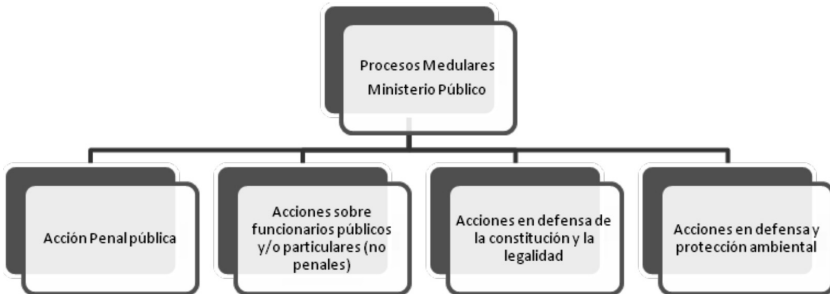 Procesos Medulares
Ministerio Público
Acción Penal pública
Acciones sobre
funcionarios públicos
y/o particulares (no
penales)
Acciones en defensa de
la constitución y la
legalidad
Acciones en defensa y
protección ambiental